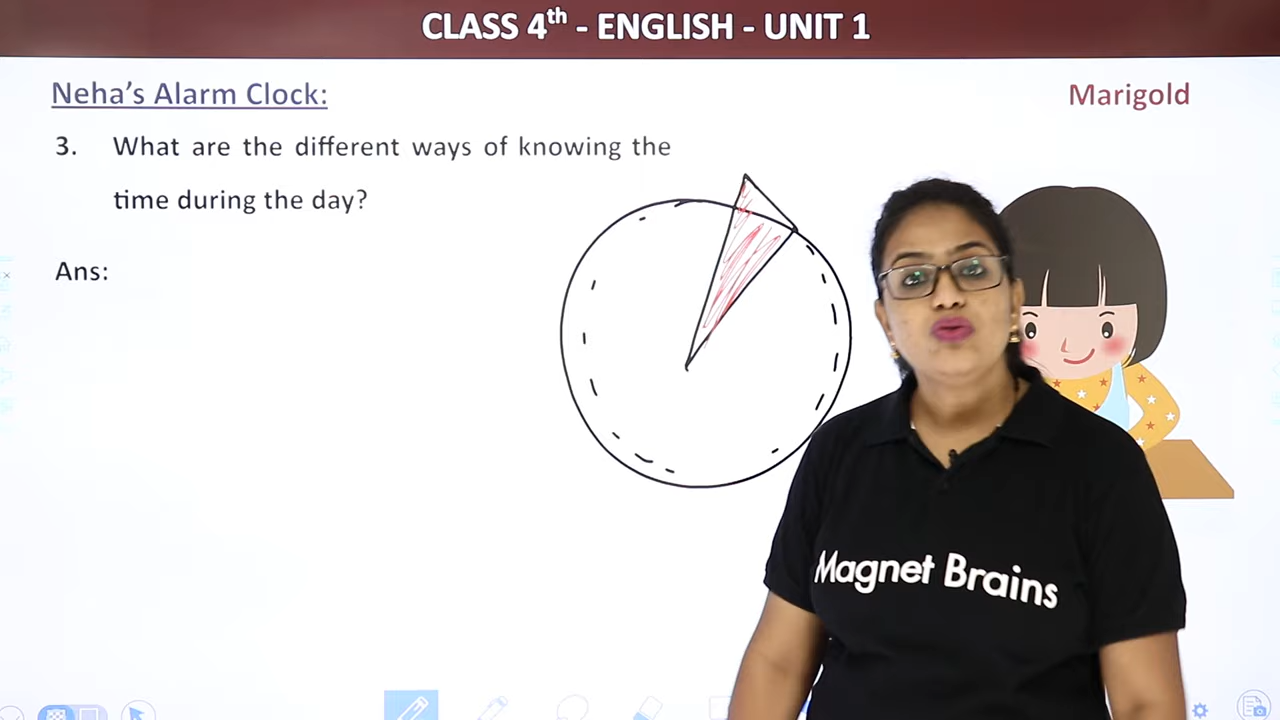 CLASS 4th - ENGLISH - UNIT 1
Neha's Alarm Clock:
Marigold
3. What are the different ways of knowing the
time during the day?
Ans:
Magnet Brains